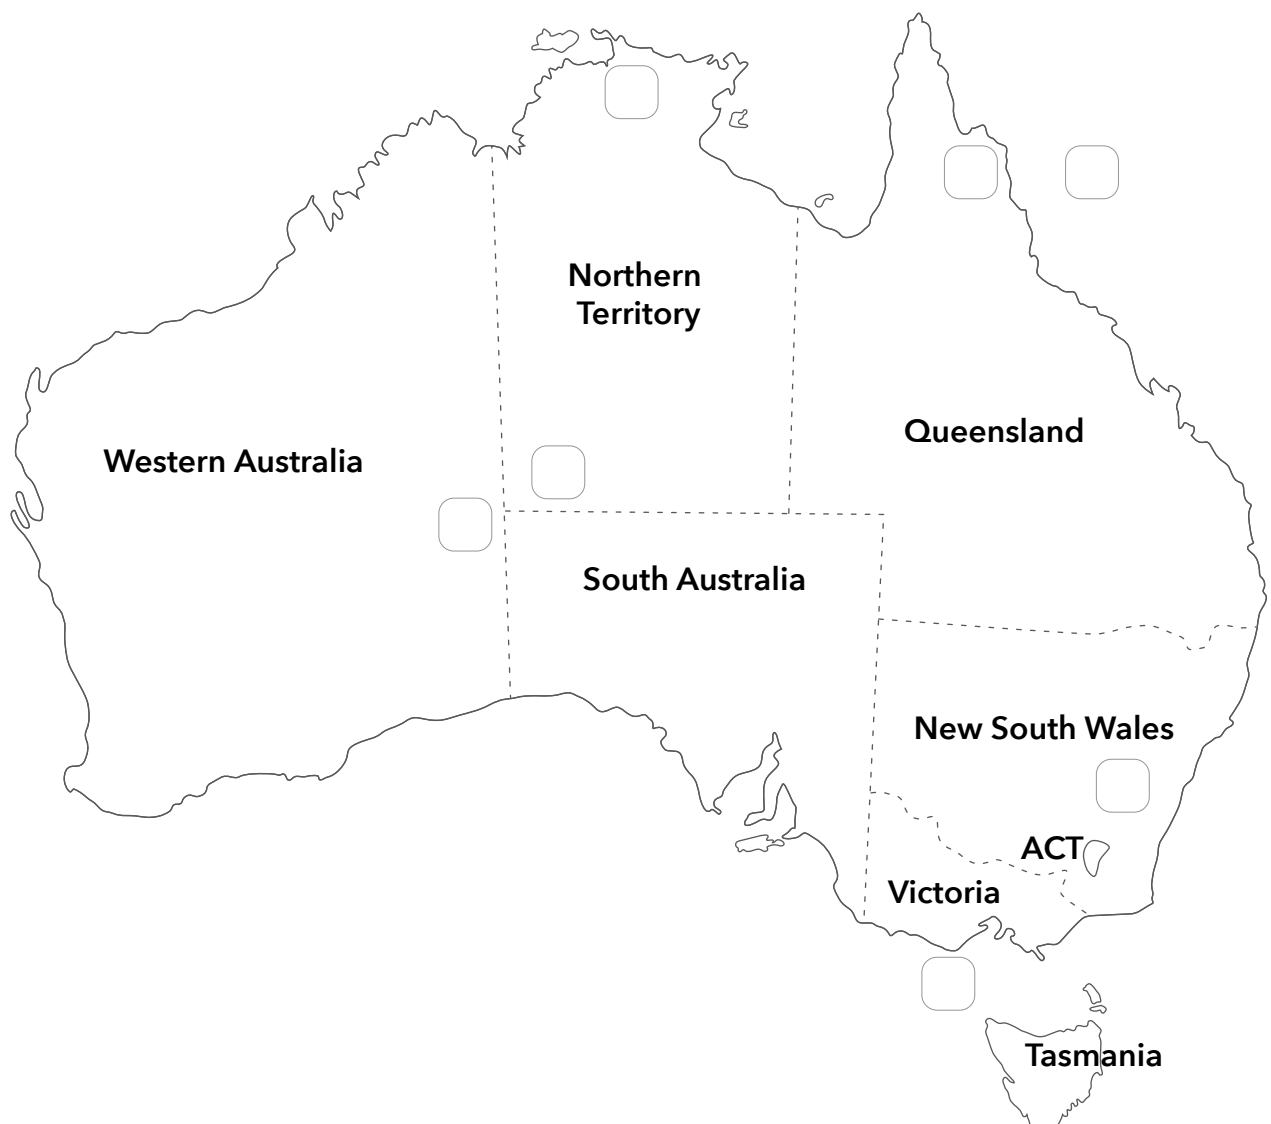 Northern
Territory
Queensland
Western Australia
South Australia
New South Wales
ACT
Victoria
Tasmania